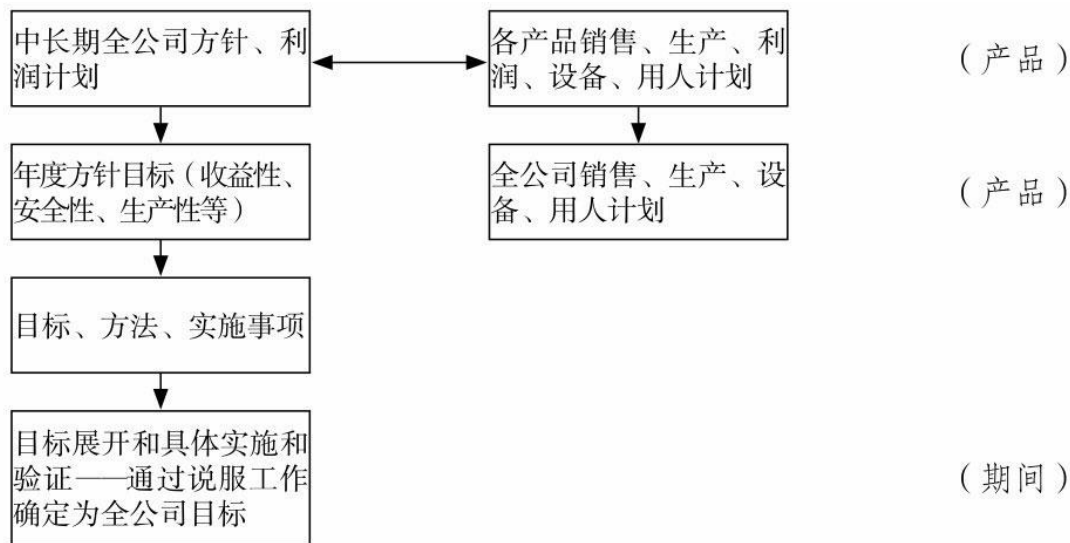 中长期全公司方针、利
润计划
各产品销售、生产、利
润、设备、用人计划
（产品）
年度方针目标（收益性、
安全性、生产性等）
全公司销售、生产、设
备、用人计划
（产品）
目标、方法、实施事项
目标展开和具体实施和
验证——通过说服工作
确定为全公司目标
（期间）